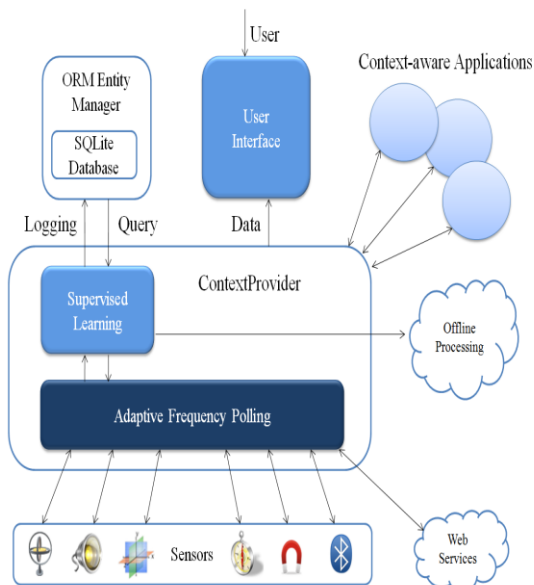 User
ORM Entity
Manager
SQLite
Database
User
Interface
Context-aware Applications
Logging
Query
Data
ContextProvider
Supervised
Learning
Offline
Processing
Adaptive Frequency Polling
Sensors
Web
Services